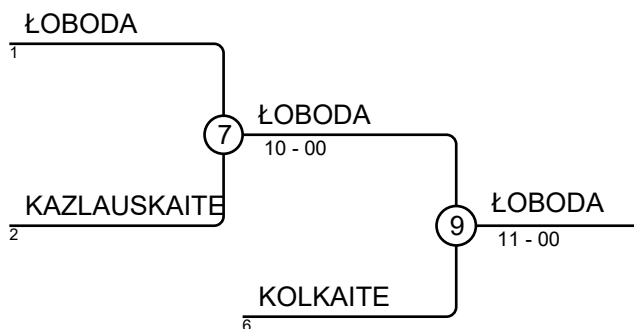 ŁOBODA
1
7
ŁOBODA
10 - 00
KAZLAUSKAITE
2
9
ŁOBODA
11 - 00
KOLKAITE
6